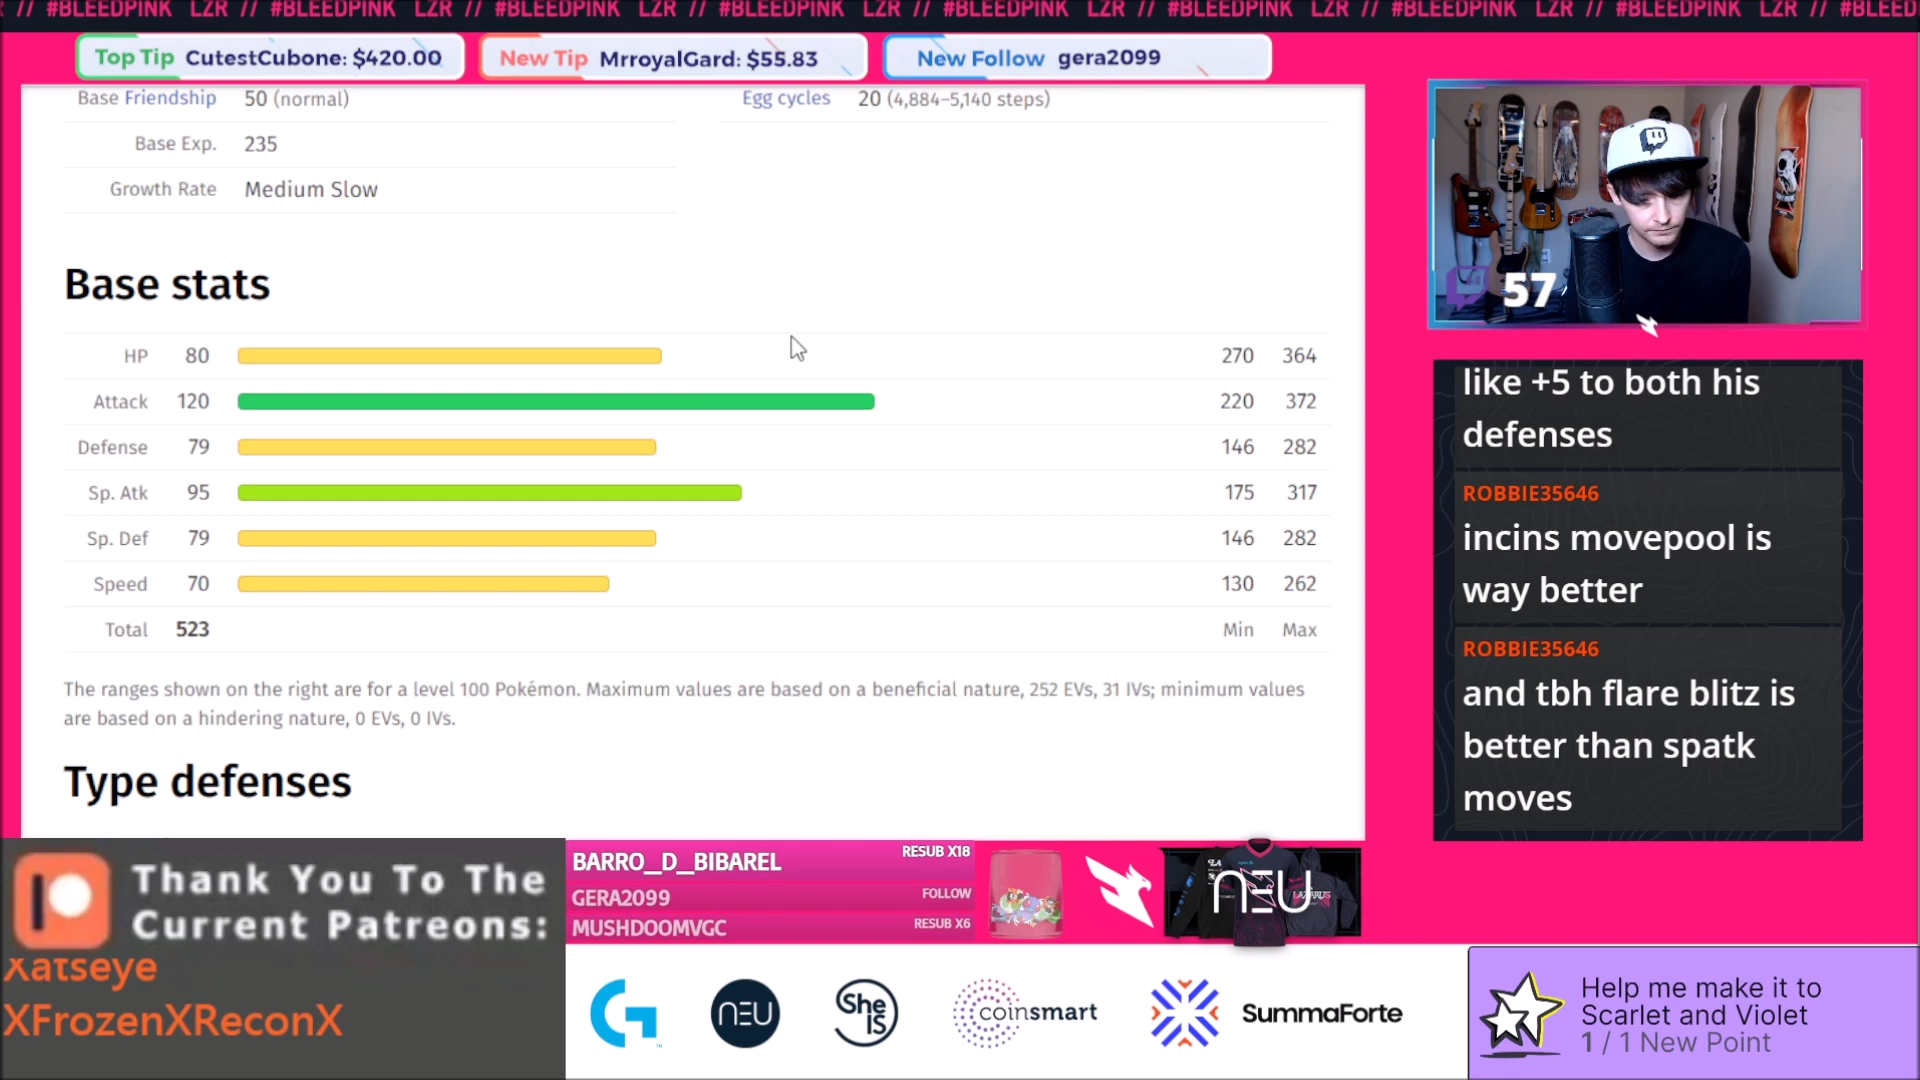 // #BLEEDPINK LZR // #BLEEDPINK LZR // #BLEEDPINK LZR // #BLEEDPINK LZR // #BLEEDPINK LZR // #BLEEDPINK LZR // #BLEEDPINK LZR // #BLEEDPINK LZR // #BLEED
Top Tip CutestCubone: $420.00
New Tip MrroyalGard: $55.83
New Follow gera2099
Base Friendship 50 (normal)
Egg cycles 20 (4,884–5,140 steps)
Base Exp. 235
Growth Rate Medium Slow
Base stats
HP 80 270 364
Attack 120 220 372
Defense 79 146 282
Sp. Atk 95 175 317
Sp. Def 79 146 282
Speed 70 130 262
Total 523 Min Max
The ranges shown on the right are for a level 100 Pokémon. Maximum values are based on a beneficial nature, 252 EVs, 31 IVs; minimum values
are based on a hindering nature, 0 EVs, 0 IVs.
Type defenses
57
like +5 to both his
defenses
ROBBIE35646
incins movepool is
way better
ROBBIE35646
and tbh flare blitz is
better than spatk
moves
Thank You To The
Current Patreons:
Xatseye
XFrozenXReconX
BARRO_D_BIBAREL RESUB X18
GERA2099 FOLLOW
MUSHDOOMVGC RESUB X6
NEU
G
NEU
She
IS
coinsmart
SummaForte
Help me make it to
Scarlet and Violet
1 / 1 New Point